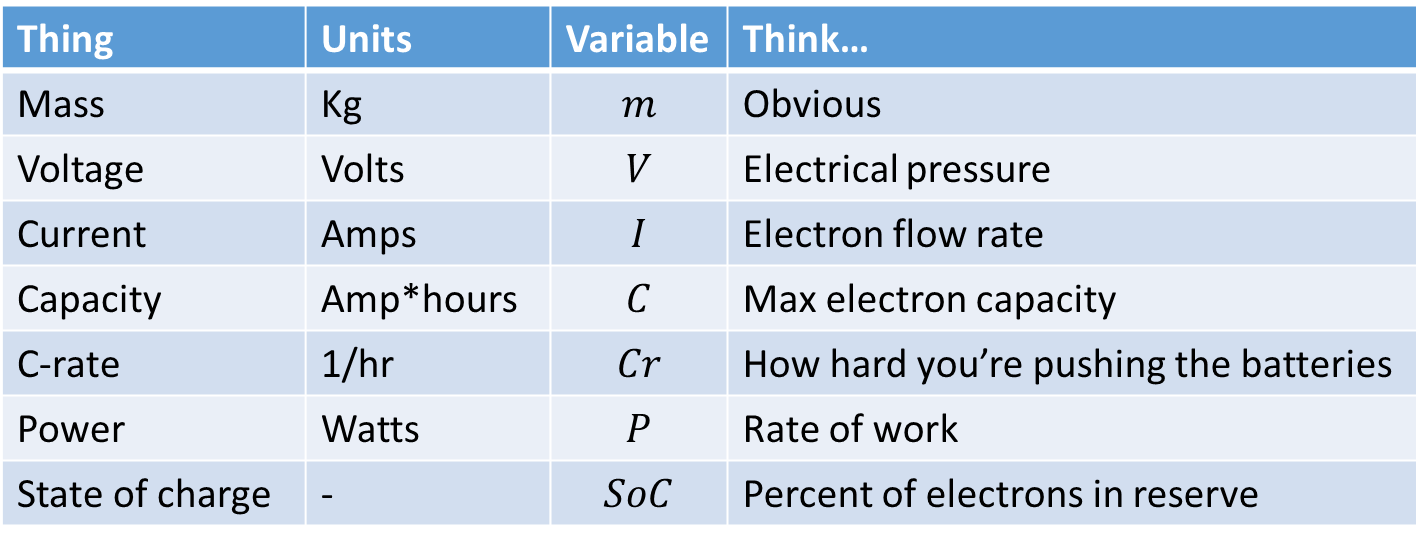 Thing Units Variable Think…
Mass Kg m Obvious
Voltage Volts V Electrical pressure
Current Amps I Electron flow rate
Capacity Amp*hours C Max electron capacity
C-rate 1/hr Cr How hard you’re pushing the batteries
Power Watts P Rate of work
State of charge - SoC Percent of electrons in reserve